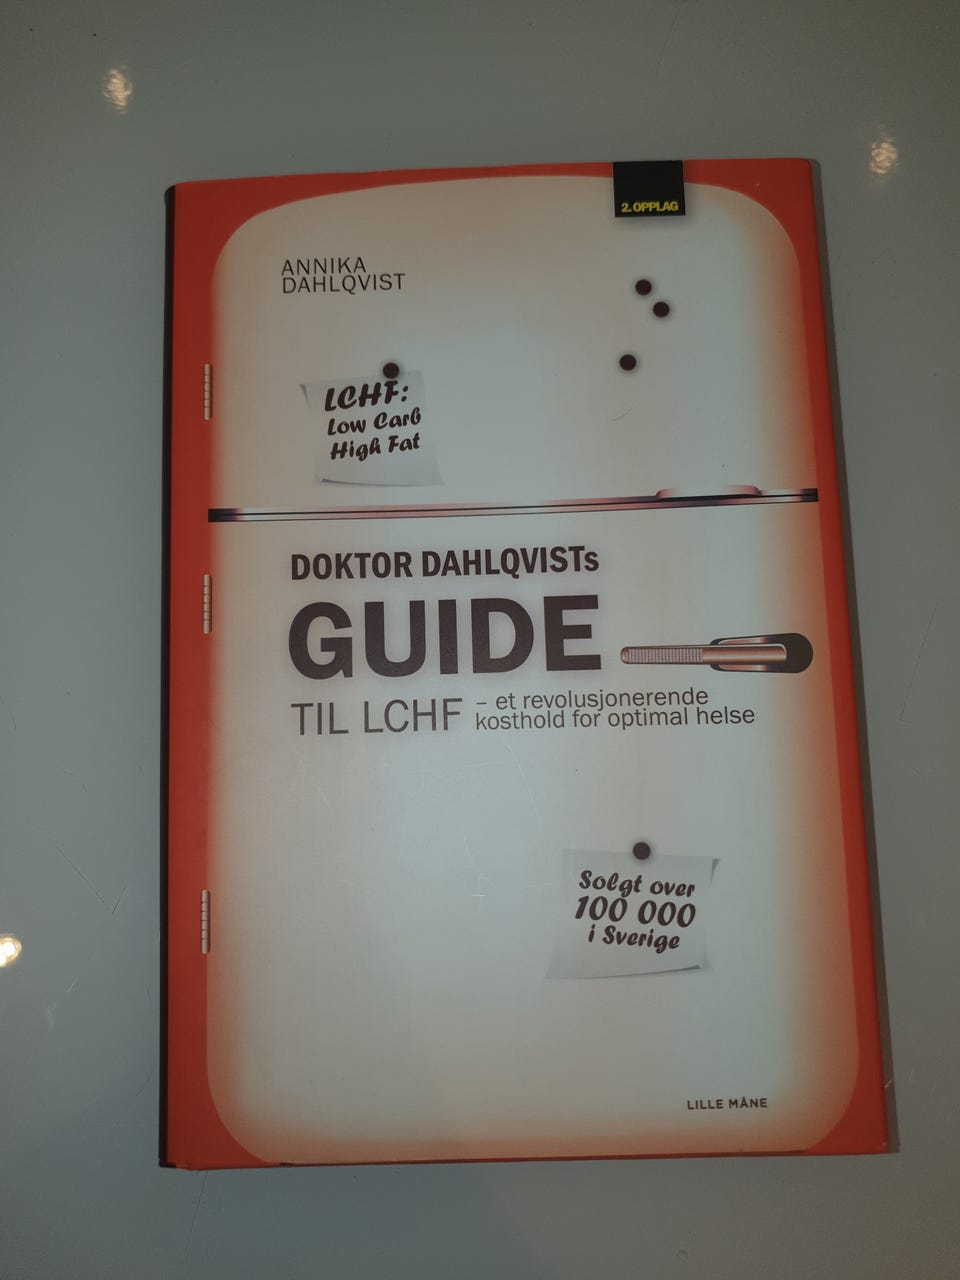 2. OPPLAG
ANNIKA
DAHLQVIST
LCHF:
Low Carb
High Fat
DOKTOR DAHLQVISTs
GUIDE
TIL LCHF – et revolusjonerende
kosthold for optimal helse
Solgt over
100 000
i Sverige
LILLE MÅNE